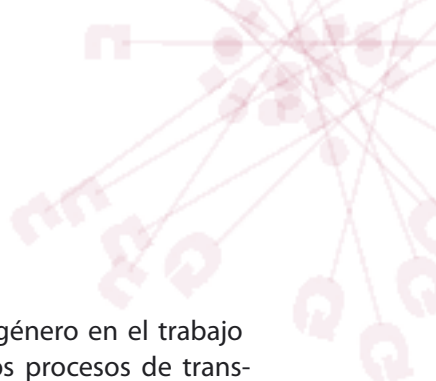 género en el trabajo
os procesos de trans-